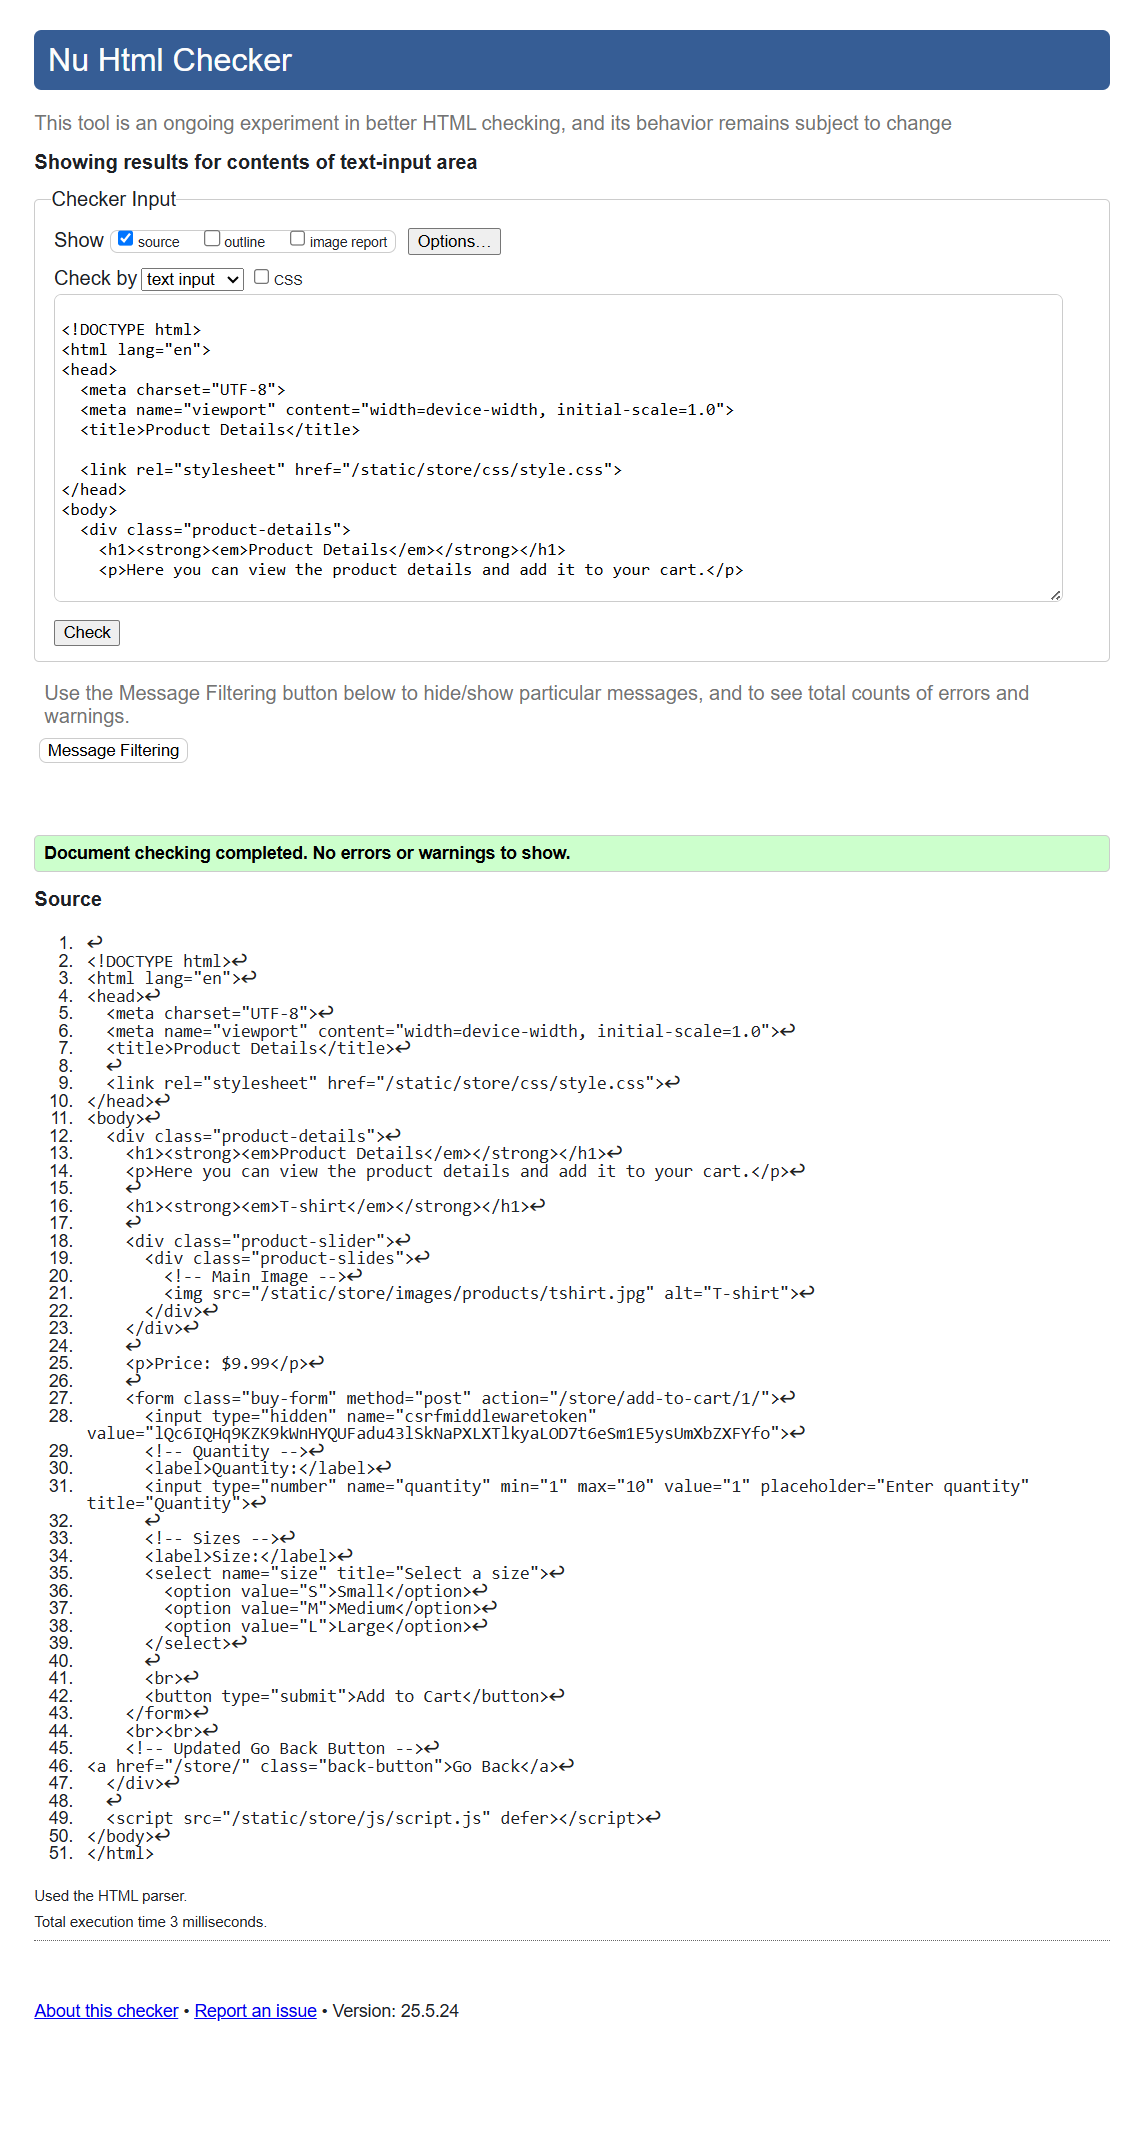 Nu Html Checker
This tool is an ongoing experiment in better HTML checking, and its behavior remains subject to change
Showing results for contents of text-input area
Checker Input
Show source outline image report Options...
Check by text input CSS
<!DOCTYPE html>
<html lang="en">
<head>
  <meta charset="UTF-8">
  <meta name="viewport" content="width=device-width, initial-scale=1.0">
  <title>Product Details</title>
  <link rel="stylesheet" href="/static/store/css/style.css">
</head>
<body>
  <div class="product-details">
    <h1><strong><em>Product Details</em></strong></h1>
    <p>Here you can view the product details and add it to your cart.</p>
Check
Use the Message Filtering button below to hide/show particular messages, and to see total counts of errors and
warnings.
Message Filtering
Document checking completed. No errors or warnings to show.
Source
1. ↩
2. <!DOCTYPE html>↩
3. <html lang="en">↩
4. <head>↩
5.   <meta charset="UTF-8">↩
6.   <meta name="viewport" content="width=device-width, initial-scale=1.0">↩
7.   <title>Product Details</title>↩
8.   ↩
9.   <link rel="stylesheet" href="/static/store/css/style.css">↩
10. </head>↩
11. <body>↩
12.   <div class="product-details">↩
13.     <h1><strong><em>Product Details</em></strong></h1>↩
14.     <p>Here you can view the product details and add it to your cart.</p>↩
15.     ↩
16.     <h1><strong><em>T-shirt</em></strong></h1>↩
17.     ↩
18.     <div class="product-slider">↩
19.       <div class="product-slides">↩
20.         <!-- Main Image -->↩
21.         <img src="/static/store/images/products/tshirt.jpg" alt="T-shirt">↩
22.       </div>↩
23.     </div>↩
24.     ↩
25.     <p>Price: $9.99</p>↩
26.     ↩
27.     <form class="buy-form" method="post" action="/store/add-to-cart/1/">↩
28.       <input type="hidden" name="csrfmiddlewaretoken"
value="lQc6IQHq9KZK9kWnHYQUFadu43lSkNaPXLXTlkyaLOD7t6eSm1E5ysUmXbZXFYfo">↩
29.       <!-- Quantity -->↩
30.       <label>Quantity:</label>↩
31.       <input type="number" name="quantity" min="1" max="10" value="1" placeholder="Enter quantity"
title="Quantity">↩
32.       ↩
33.       <!-- Sizes -->↩
34.       <label>Size:</label>↩
35.       <select name="size" title="Select a size">↩
36.         <option value="S">Small</option>↩
37.         <option value="M">Medium</option>↩
38.         <option value="L">Large</option>↩
39.       </select>↩
40.       ↩
41.       <br>↩
42.       <button type="submit">Add to Cart</button>↩
43.     </form>↩
44.     <br><br>↩
45.     <!-- Updated Go Back Button -->↩
46. <a href="/store/" class="back-button">Go Back</a>↩
47.   </div>↩
48.   ↩
49.   <script src="/static/store/js/script.js" defer></script>↩
50. </body>↩
51. </html>
Used the HTML parser.
Total execution time 3 milliseconds.
About this checker • Report an issue • Version: 25.5.24